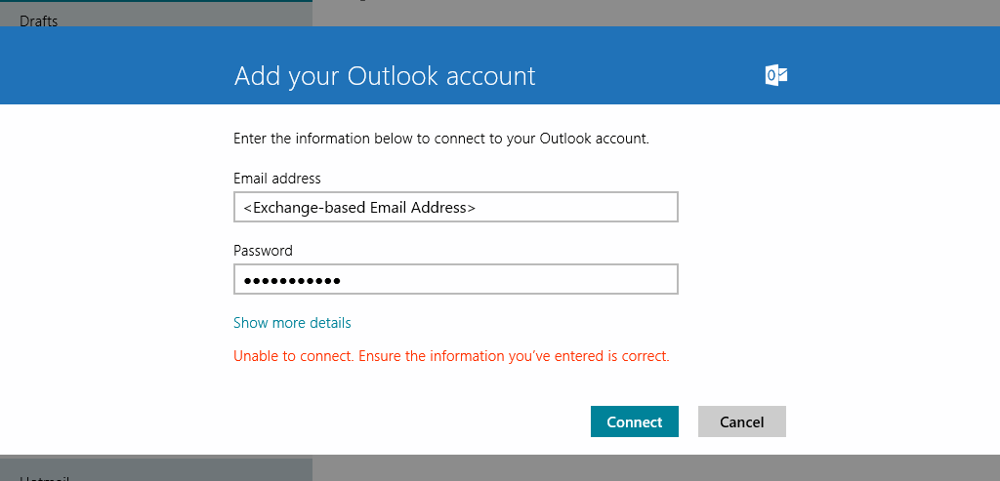 Drafts
Add your Outlook account
Enter the information below to connect to your Outlook account.
Email address
<Exchange-based Email Address>
Password
Show more details
Unable to connect. Ensure the information you've entered is correct.
Connect Cancel